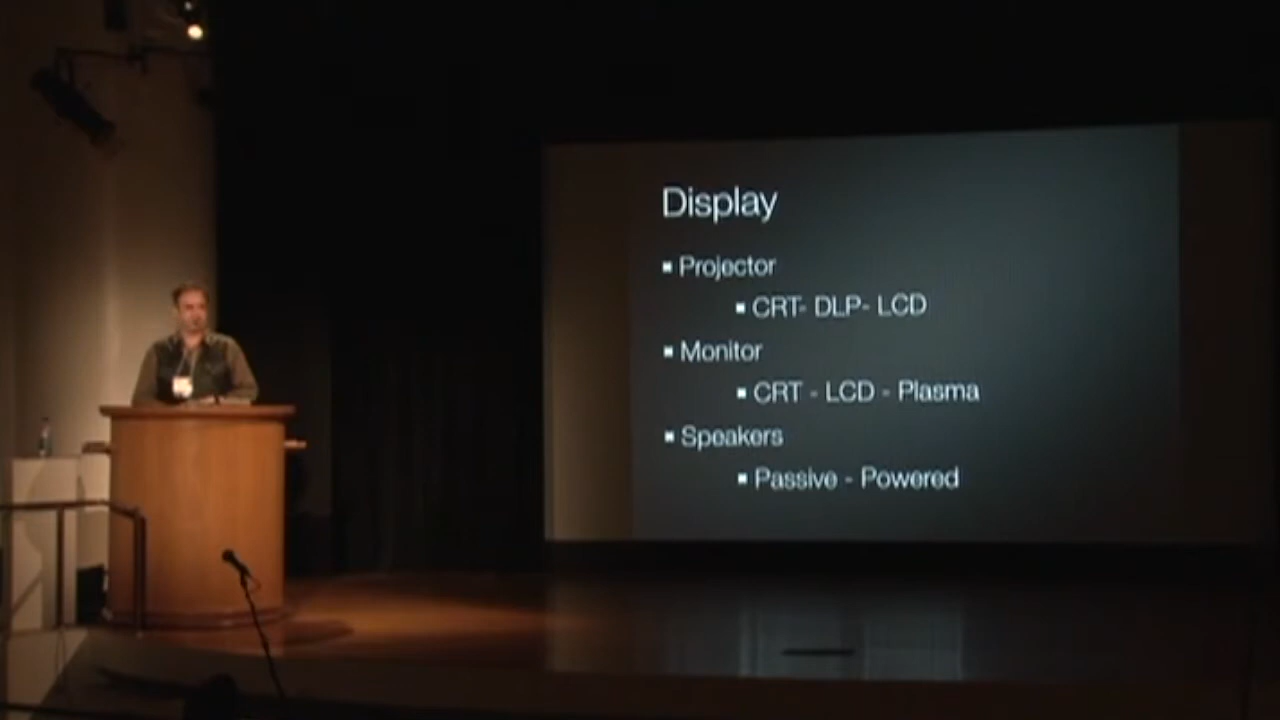 Display
▪ Projector
▪ CRT- DLP- LCD
▪ Monitor
▪ CRT - LCD - Plasma
▪ Speakers
▪ Passive - Powered